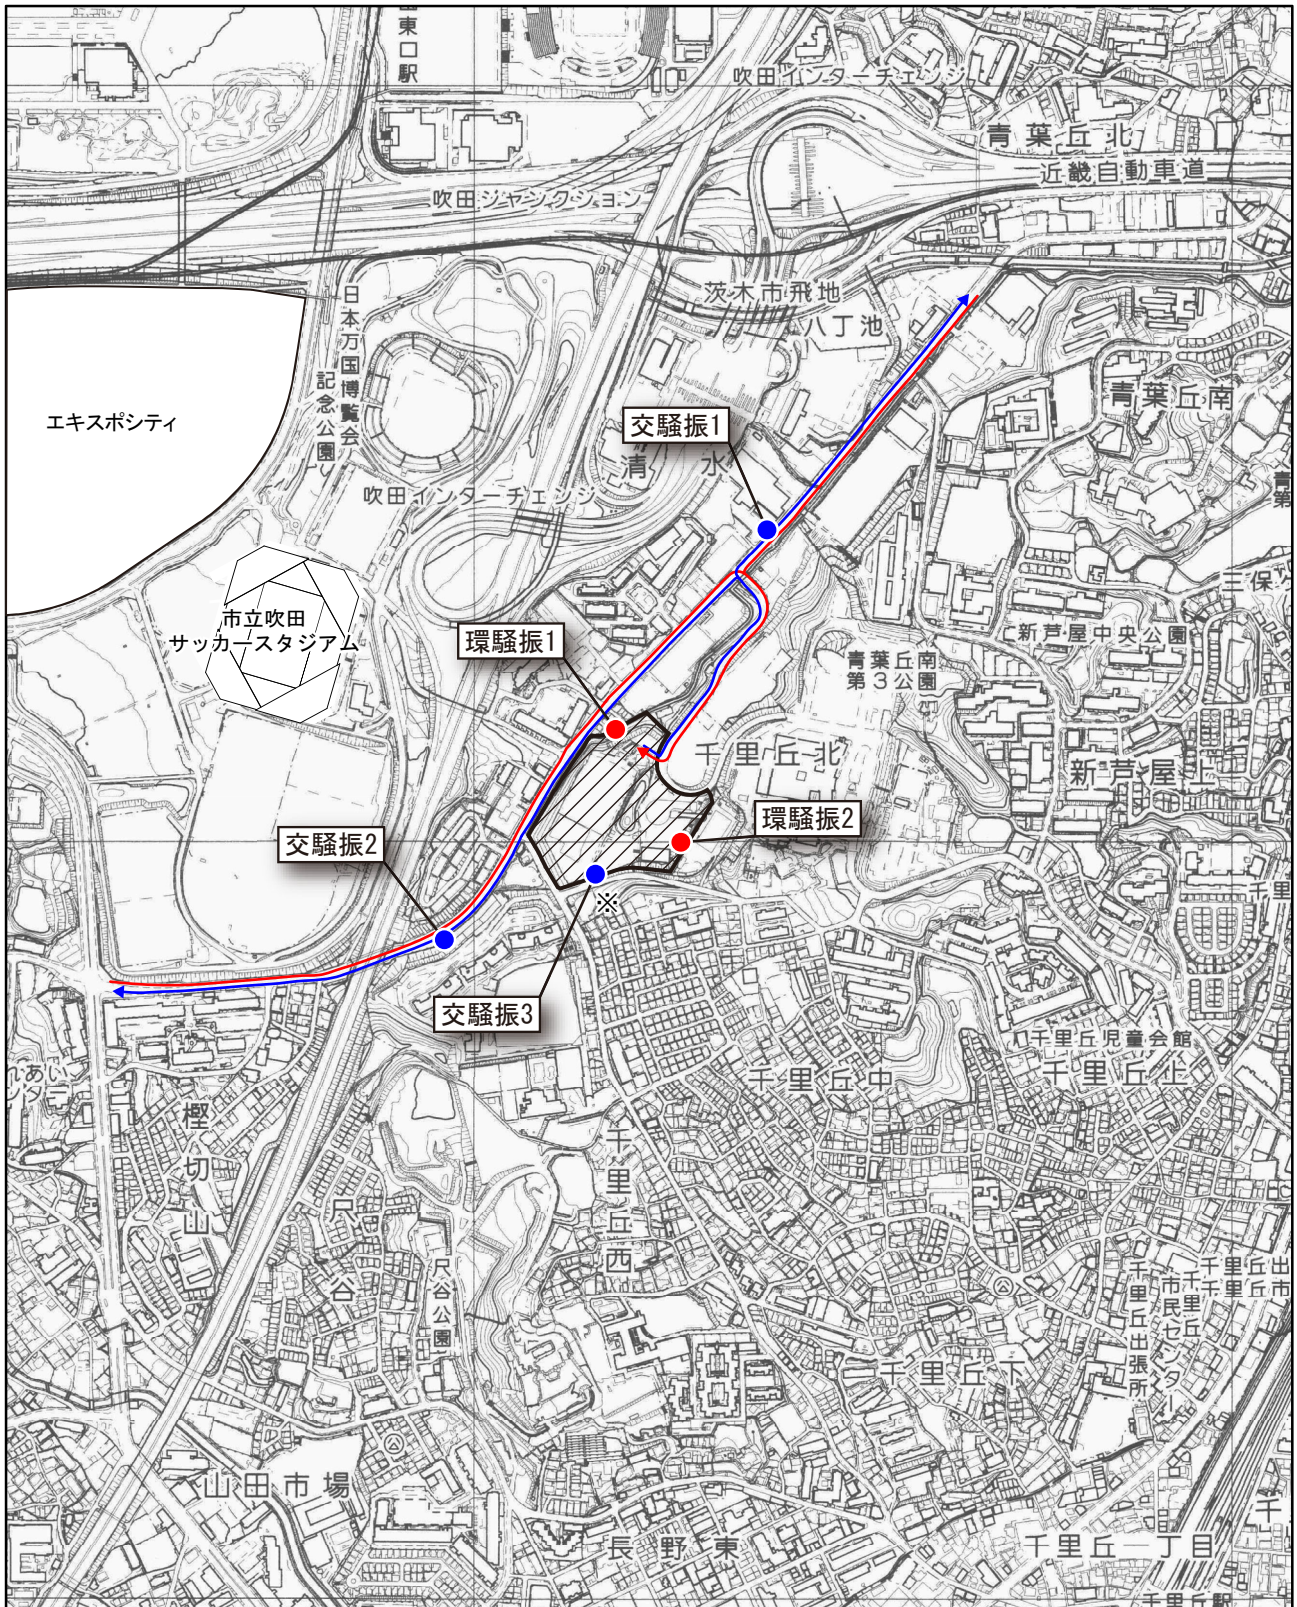 東口駅
吹田インターチェンジ
青葉丘北
近畿自動車道
吹田ジャンクション
茨木市飛地
八丁池
日本万国博覧会
記念公園
エキスポシティ
青葉丘南
交騒振1
清水
吹田インターチェンジ
市立吹田
サッカースタジアム
環騒振1
新芦屋中央公園
青葉丘南
第3公園
千里丘北
新芦屋上
環騒振2
交騒振2
※
交騒振3
千里丘児童会館
千里丘上
千里丘中
樫切山
千里丘西
尺谷
尺谷公園
千里丘出張所
市民センター
千里丘
千里丘下
山田市場
長野東
千里丘一丁目
千里丘駅